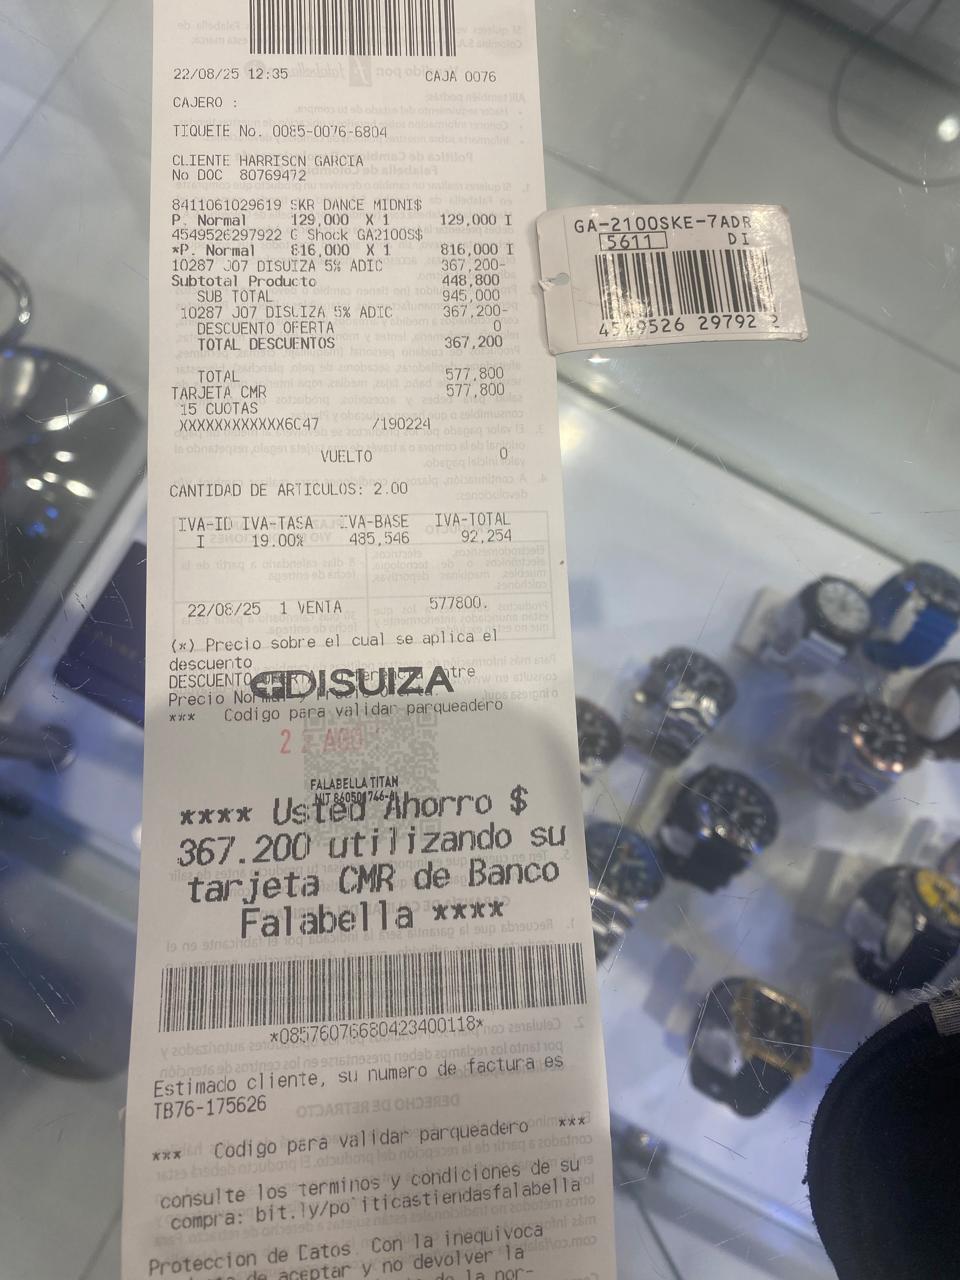 22/08/25 12:35 CAJA 0076
CAJERO :
TIQUETE No. 0085-0076-6804
CLIENTE HARRISON GARCIA
No DOC 80769472
8411061029619 SKR DANCE MIDNI$
P. Normal 129,000 X 1 129,000 I
4549526297922 G Shock GA2100S$
*P. Normal 816,000 X 1 816,000 I
10287 J07 DISUIZA 5% ADIC 367,200-
Subtotal Producto 448,800
SUB TOTAL 945,000
10287 J07 DISUIZA 5% ADIC 367,200-
DESCUENTO OFERTA 0
TOTAL DESCUENTOS 367,200
TOTAL 577,800
TARJETA CMR 577,800
15 CUOTAS
XXXXXXXXXXXX6047 /190224
VUELTO 0
CANTIDAD DE ARTICULOS: 2.00
IVA-ID IVA-TASA IVA-BASE IVA-TOTAL
I 19.00% 485,546 92,254
22/08/25 1 VENTA 577800.
(*) Precio sobre el cual se aplica el
descuento
DESCUENTO
Precio
DISUIZA
*** Codigo para validar parqueadero
FALABELLA TITAN
**** Usted Ahorro $
367.200 utilizando su
tarjeta CMR de Banco
Falabella ****
*08576076680423400118*
Estimado cliente, su numero de factura es
TB76-175626
*** Codigo para validar parqueadero ***
consulte los terminos y condiciones de su
compra: bit.ly/politicastiendasfalabella
Proteccion de Datos. Con la inequivoca
de aceptar y no devolver la
GA-2100SKE-7ADR
5611 DI
4549526 29792 2